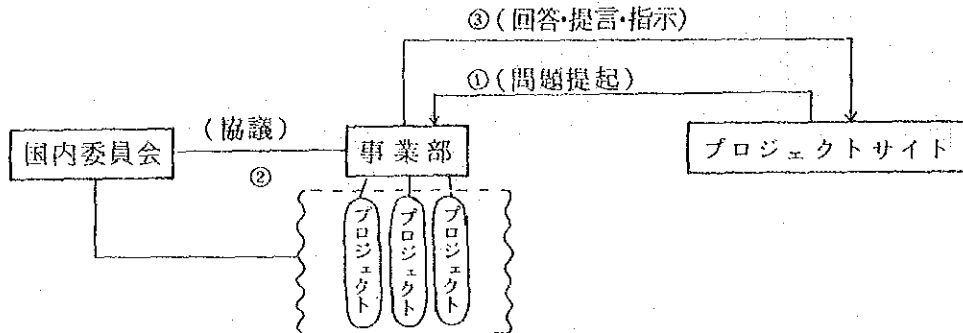 ③(回答・提言・指示)
①(問題提起)
(協議)
国内委員会
事業部
プロジェクトサイト
②
プロジェクト
プロジェクト
プロジェクト